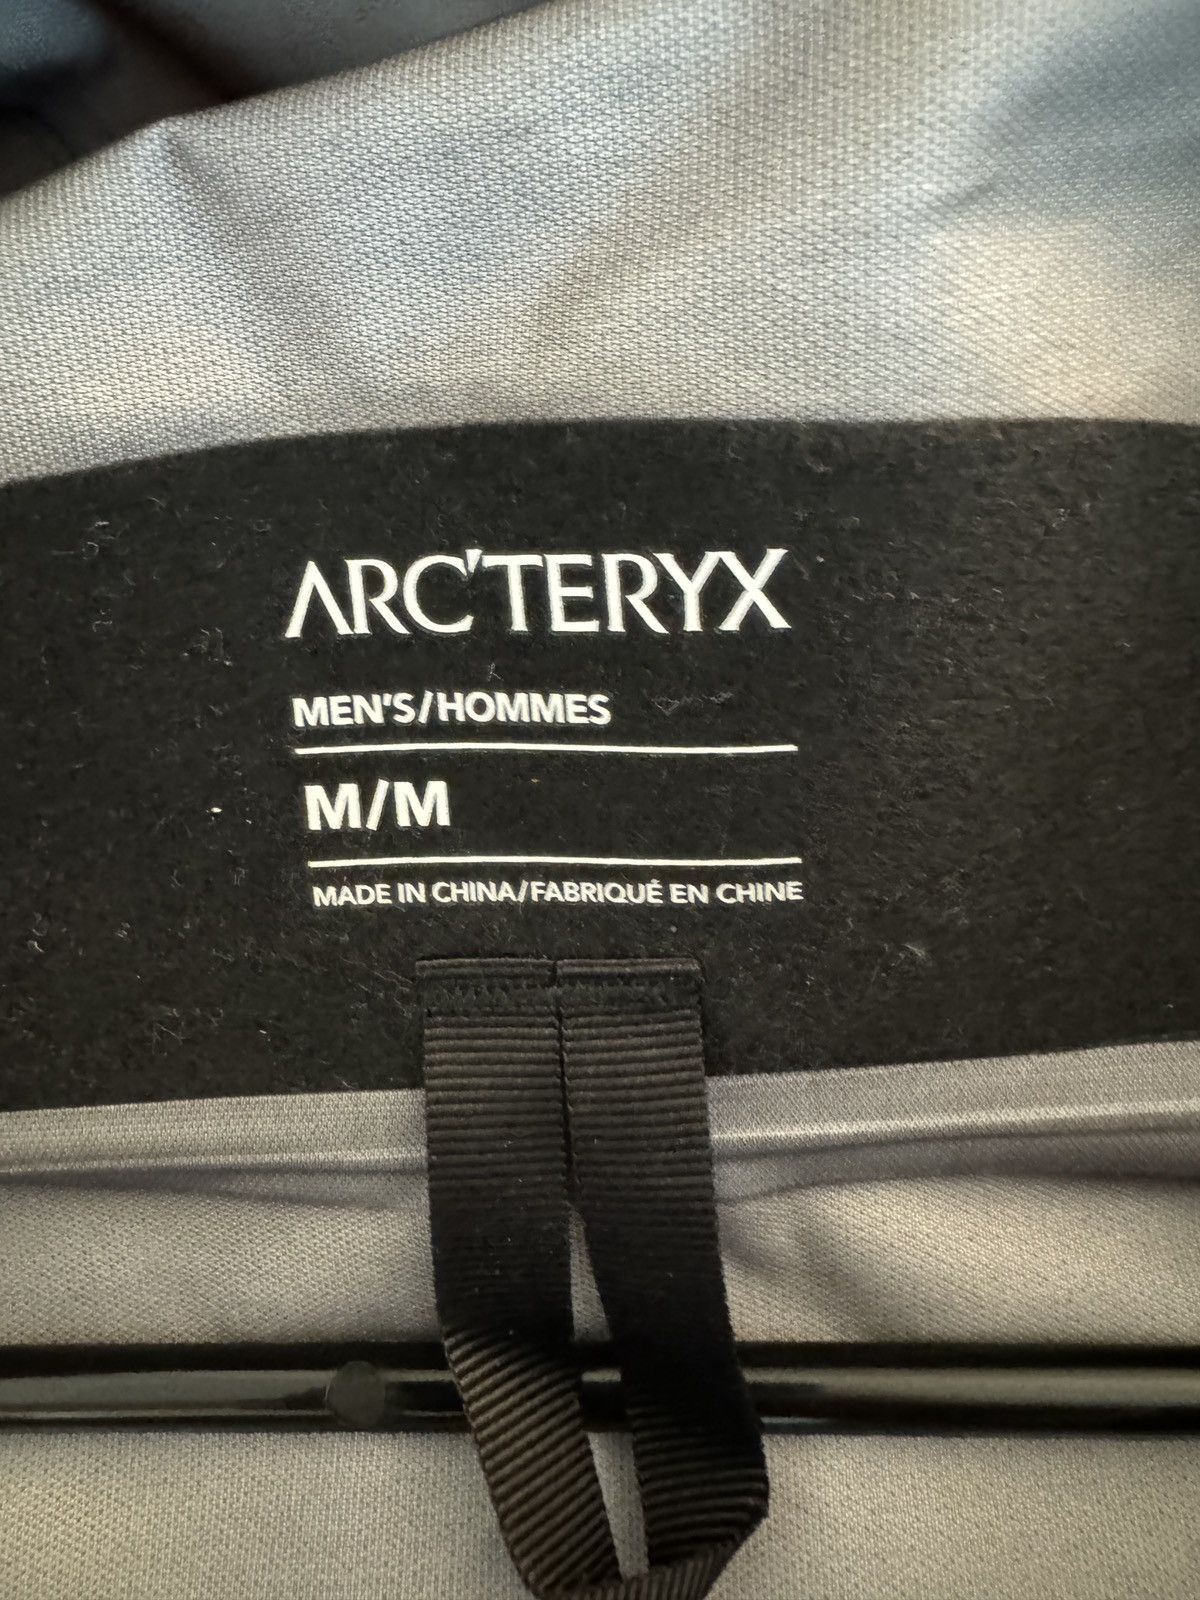 ARC'TERYX
MEN'S/HOMMES
M/M
MADE IN CHINA/FABRIQUÉ EN CHINE